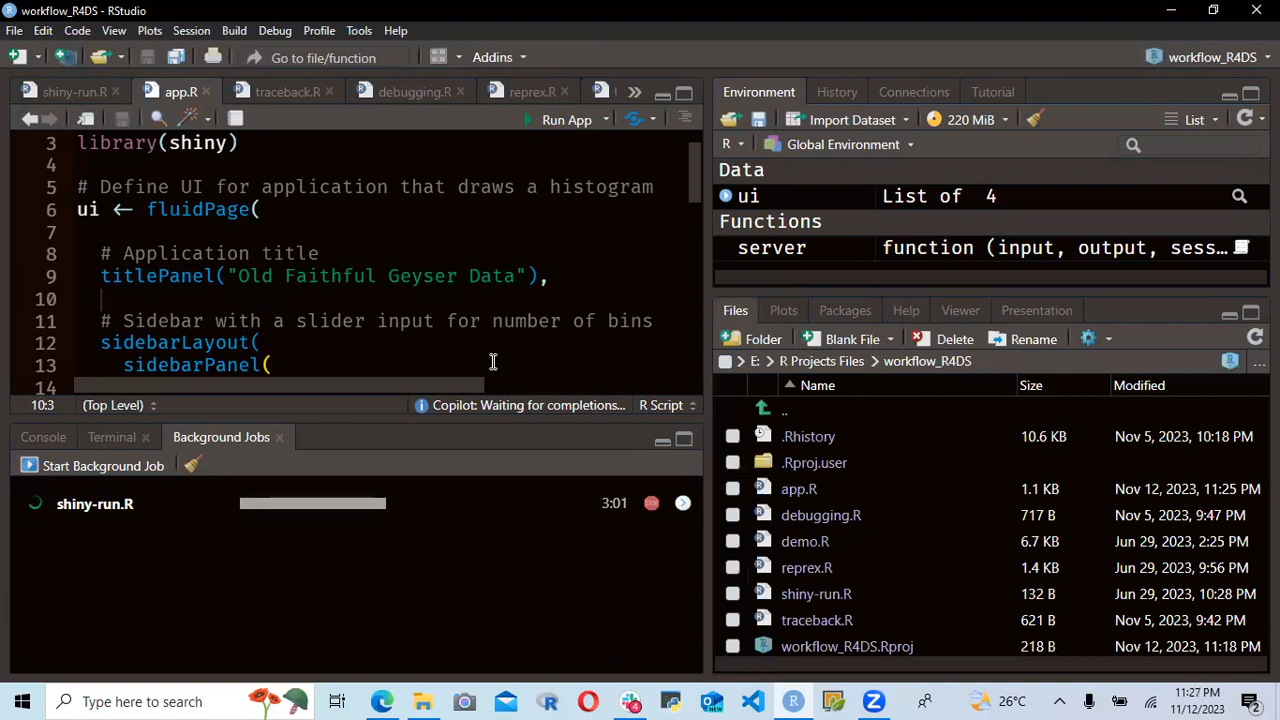 workflow_R4DS - RStudio
File Edit Code View Plots Session Build Debug Profile Tools Help
Go to file/function Addins workflow_R4DS
shiny-run.R app.R traceback.R debugging.R reprex.R
Run App
3 library(shiny)
4
5 # Define UI for application that draws a histogram
6 ui <- fluidPage(
7
8 # Application title
9 titlePanel("Old Faithful Geyser Data"),
10
11 # Sidebar with a slider input for number of bins
12 sidebarLayout(
13 sidebarPanel(
14
10:3 (Top Level) Copilot: Waiting for completions... R Script
Console Terminal Background Jobs
Start Background Job
shiny-run.R 3:01 STOP
Environment History Connections Tutorial
Import Dataset 220 MiB List
R Global Environment
Data
ui List of 4
Functions
server function (input, output, sess...
Files Plots Packages Help Viewer Presentation
Folder Blank File Delete Rename
E: R Projects Files workflow_R4DS ...
Name Size Modified
..
.Rhistory 10.6 KB Nov 5, 2023, 10:18 PM
.Rproj.user
app.R 1.1 KB Nov 12, 2023, 11:25 PM
debugging.R 717 B Nov 5, 2023, 9:47 PM
demo.R 6.7 KB Jun 29, 2023, 2:25 PM
reprex.R 1.4 KB Jun 29, 2023, 9:56 PM
shiny-run.R 132 B Jun 29, 2023, 10:28 PM
traceback.R 621 B Nov 5, 2023, 9:42 PM
workflow_R4DS.Rproj 218 B Nov 12, 2023, 11:18 PM
Type here to search 4 NEW 26°C 11:27 PM
11/12/2023 2